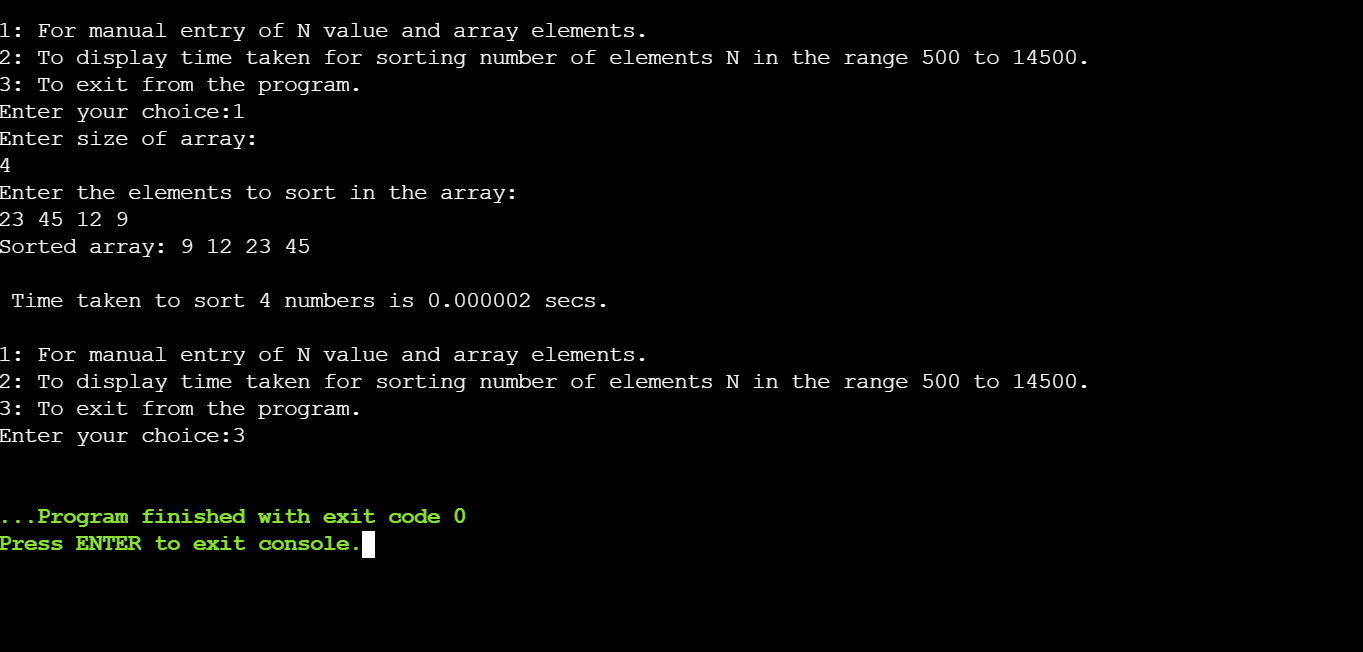 1: For manual entry of N value and array elements.
2: To display time taken for sorting number of elements N in the range 500 to 14500.
3: To exit from the program.
Enter your choice:1
Enter size of array:
4
Enter the elements to sort in the array:
23 45 12 9
Sorted array: 9 12 23 45
Time taken to sort 4 numbers is 0.000002 secs.
1: For manual entry of N value and array elements.
2: To display time taken for sorting number of elements N in the range 500 to 14500.
3: To exit from the program.
Enter your choice:3
...Program finished with exit code 0
Press ENTER to exit console.